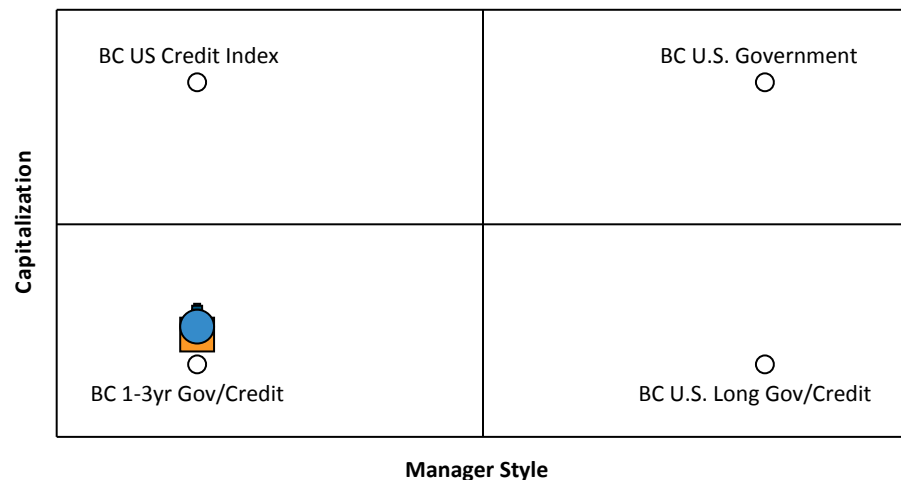 BC US Credit Index
BC U.S. Government
Capitalization
BC 1-3yr Gov/Credit
BC U.S. Long Gov/Credit
Manager Style